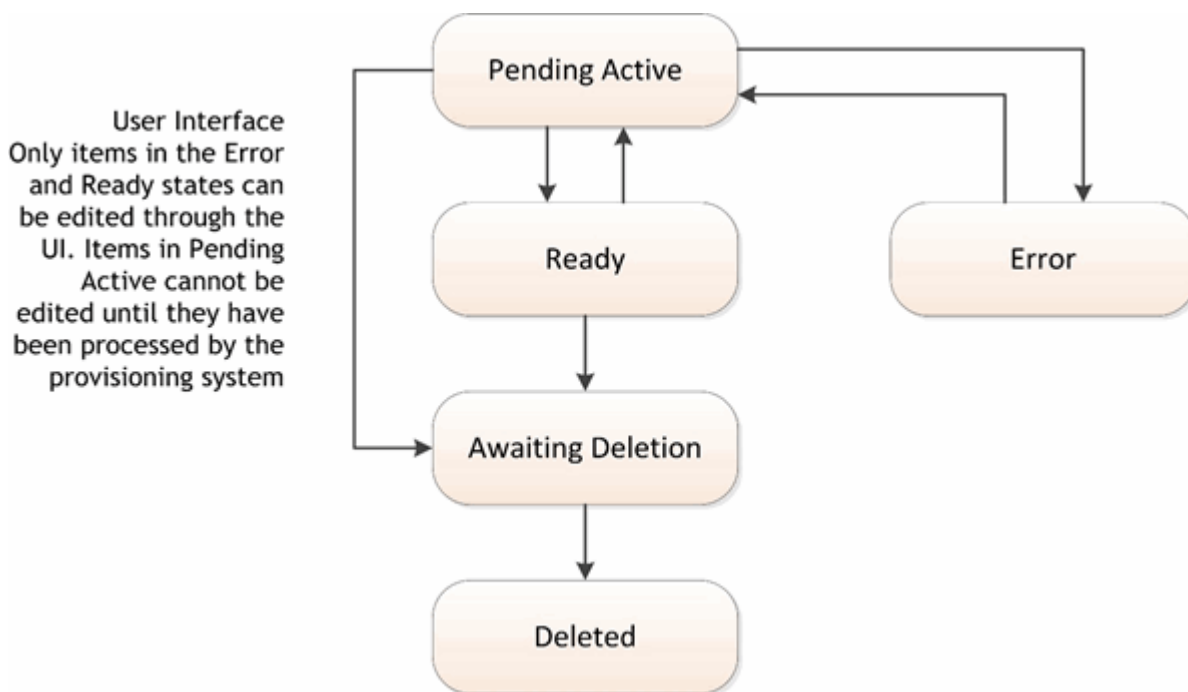 Pending Active
User Interface
Only items in the Error
and Ready states can
be edited through the
UI. Items in Pending
Active cannot be
edited until they have
been processed by the
provisioning system
Ready
Error
Awaiting Deletion
Deleted